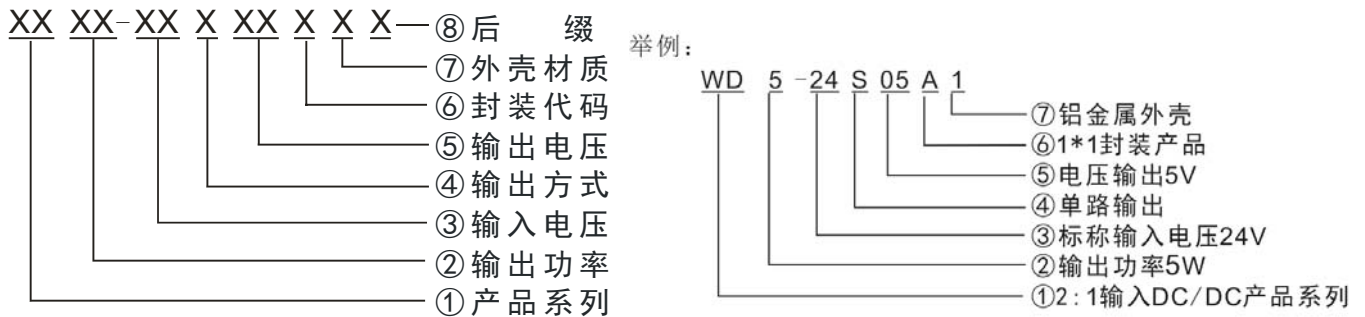 XX XX-XX X XX X X X
⑧后 缀
⑦外壳材质
⑥封装代码
⑤输出电压
④输出方式
③输入电压
②输出功率
①产品系列
举例：
WD 5 -24 S 05 A 1
⑦铝金属外壳
⑥1*1封装产品
⑤电压输出5V
④单路输出
③标称输入电压24V
②输出功率5W
①2:1输入DC/DC产品系列